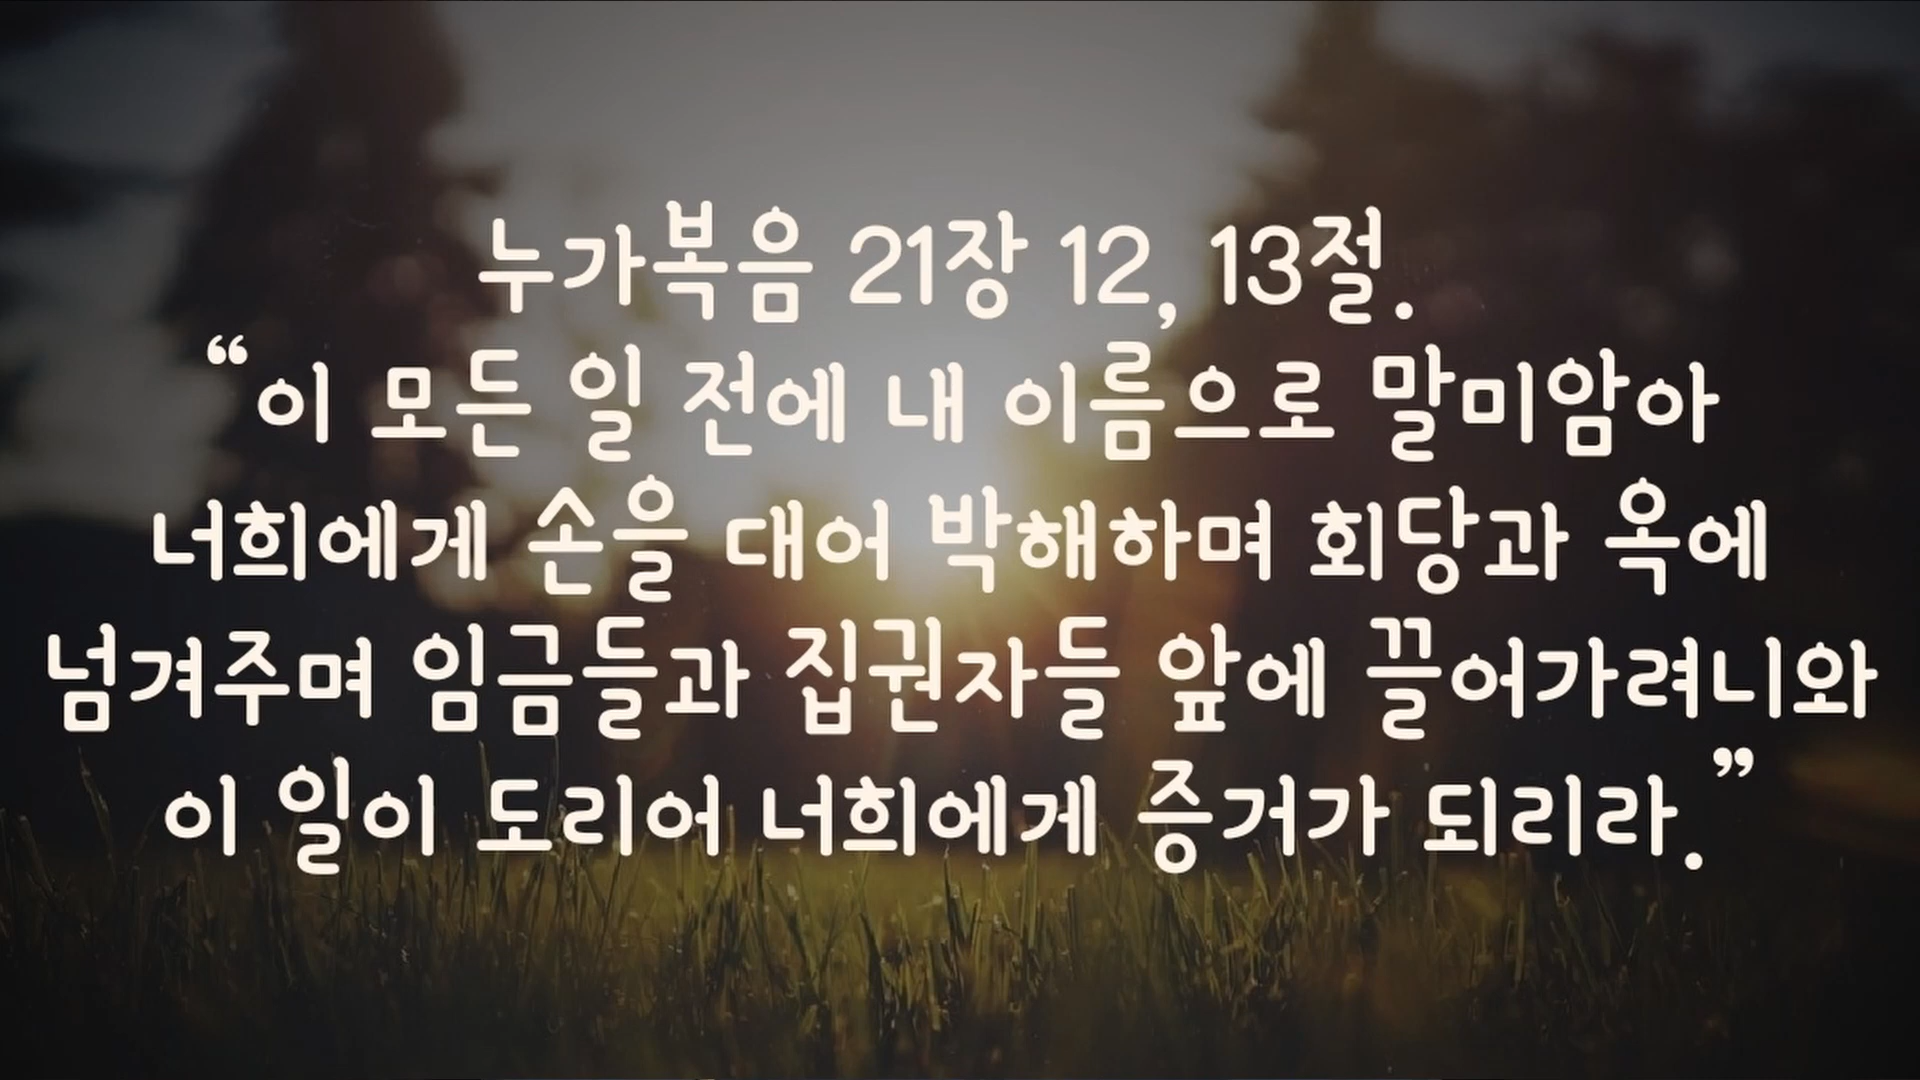 누가복음 21장 12, 13절.
“이 모든 일 전에 내 이름으로 말미암아
너희에게 손을 대어 박해하며 회당과 옥에
넘겨주며 임금들과 집권자들 앞에 끌어가려니와
이 일이 도리어 너희에게 증거가 되리라.”